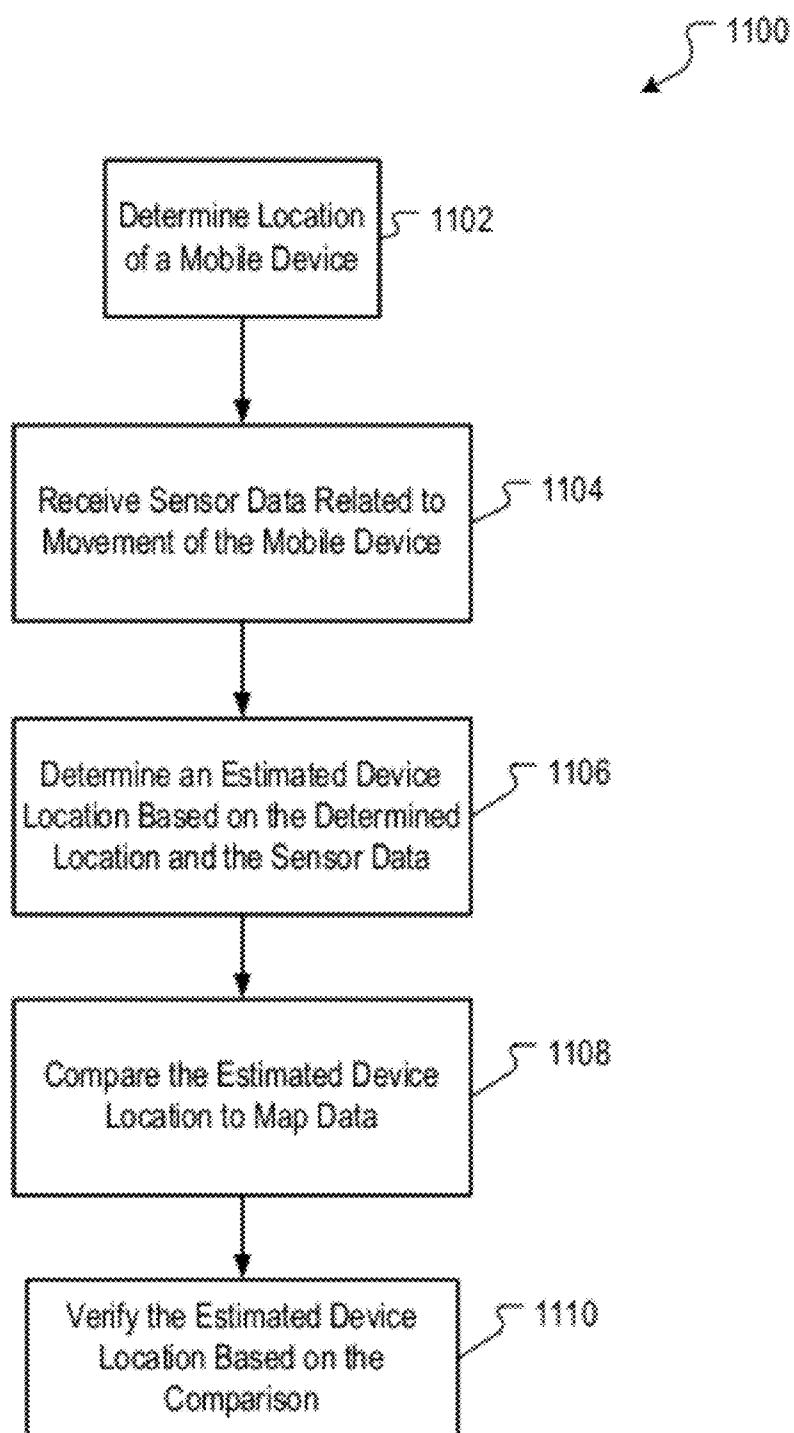 1100
Determine Location
of a Mobile Device
1102
Receive Sensor Data Related to
Movement of the Mobile Device
1104
Determine an Estimated Device
Location Based on the Determined
Location and the Sensor Data
1106
Compare the Estimated Device
Location to Map Data
1108
Verify the Estimated Device
Location Based on the
Comparison
1110